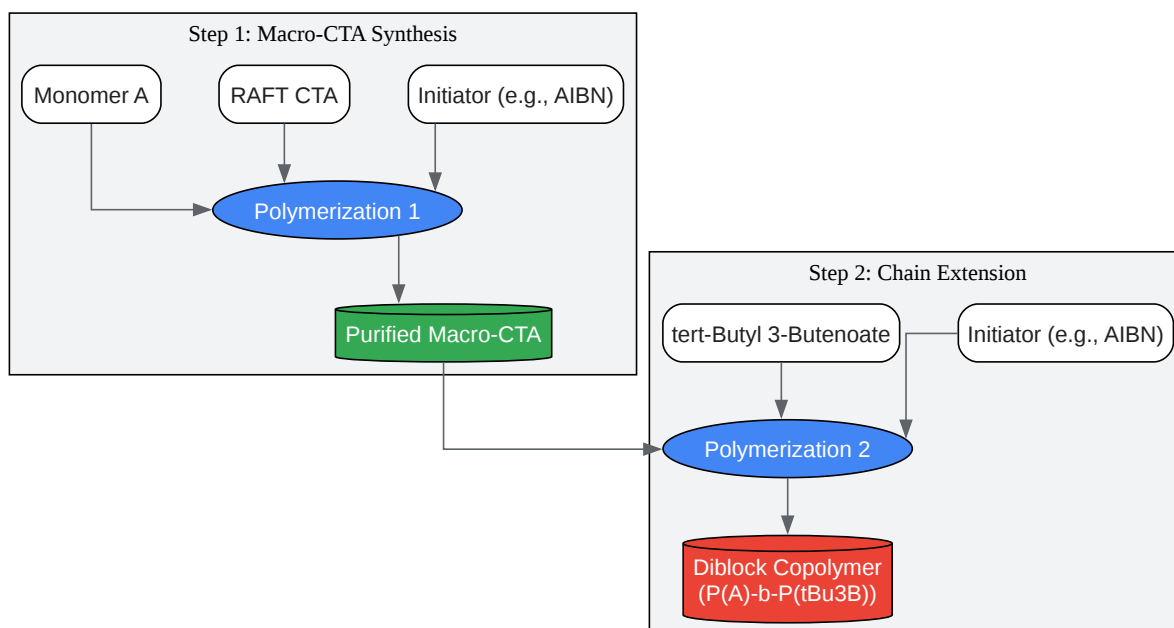 Step 1: Macro-CTA Synthesis
Monomer A
RAFT CTA
Initiator (e.g., AIBN)
Polymerization 1
Purified Macro-CTA
Step 2: Chain Extension
tert-Butyl 3-Butenoate
Initiator (e.g., AIBN)
Polymerization 2
Diblock Copolymer
(P(A)-b-P(tBu3B))